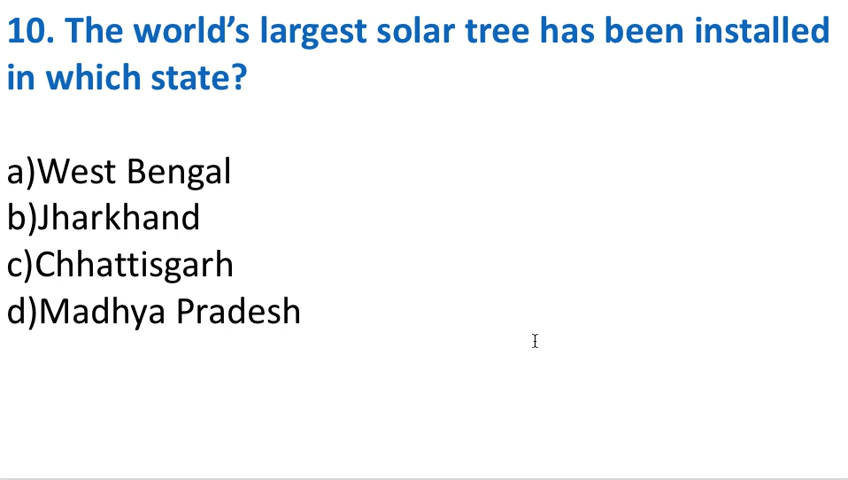 10. The world’s largest solar tree has been installed
in which state?
a)West Bengal
b)Jharkhand
c)Chhattisgarh
d)Madhya Pradesh